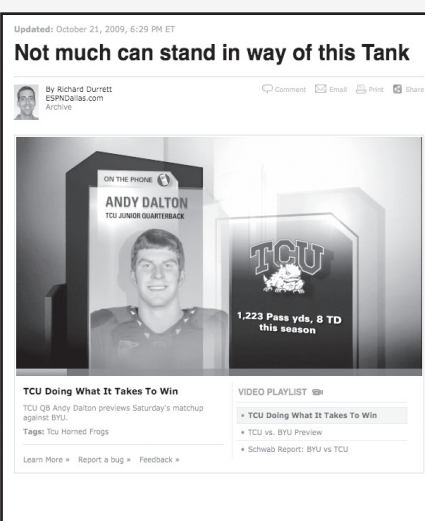 Updated: October 21, 2009, 6:29 PM ET
Not much can stand in way of this Tank
By Richard Durrett
ESPNDallas.com
Archive
Comment Email Print Share
ON THE PHONE
ANDY DALTON
TCU JUNIOR QUARTERBACK
TCU
1,223 Pass yds, 8 TD
this season
TCU Doing What It Takes To Win
TCU QB Andy Dalton previews Saturday's matchup
against BYU.
Tags: Tcu Horned Frogs
Learn More » Report a bug » Feedback »
VIDEO PLAYLIST
• TCU Doing What It Takes To Win
• TCU vs. BYU Preview
• Schwab Report: BYU vs TCU